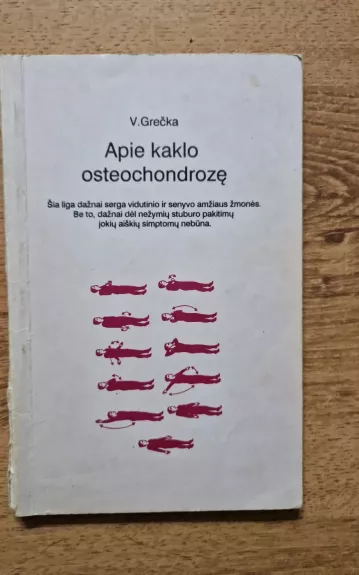 V.Grečka
Apie kaklo
osteochondrozę
Šia liga dažnai serga vidutinio ir senyvo amžiaus žmonės.
Be to, dažnai dėl nežymių stuburo pakitimų
jokių aiškių simptomų nebūna.